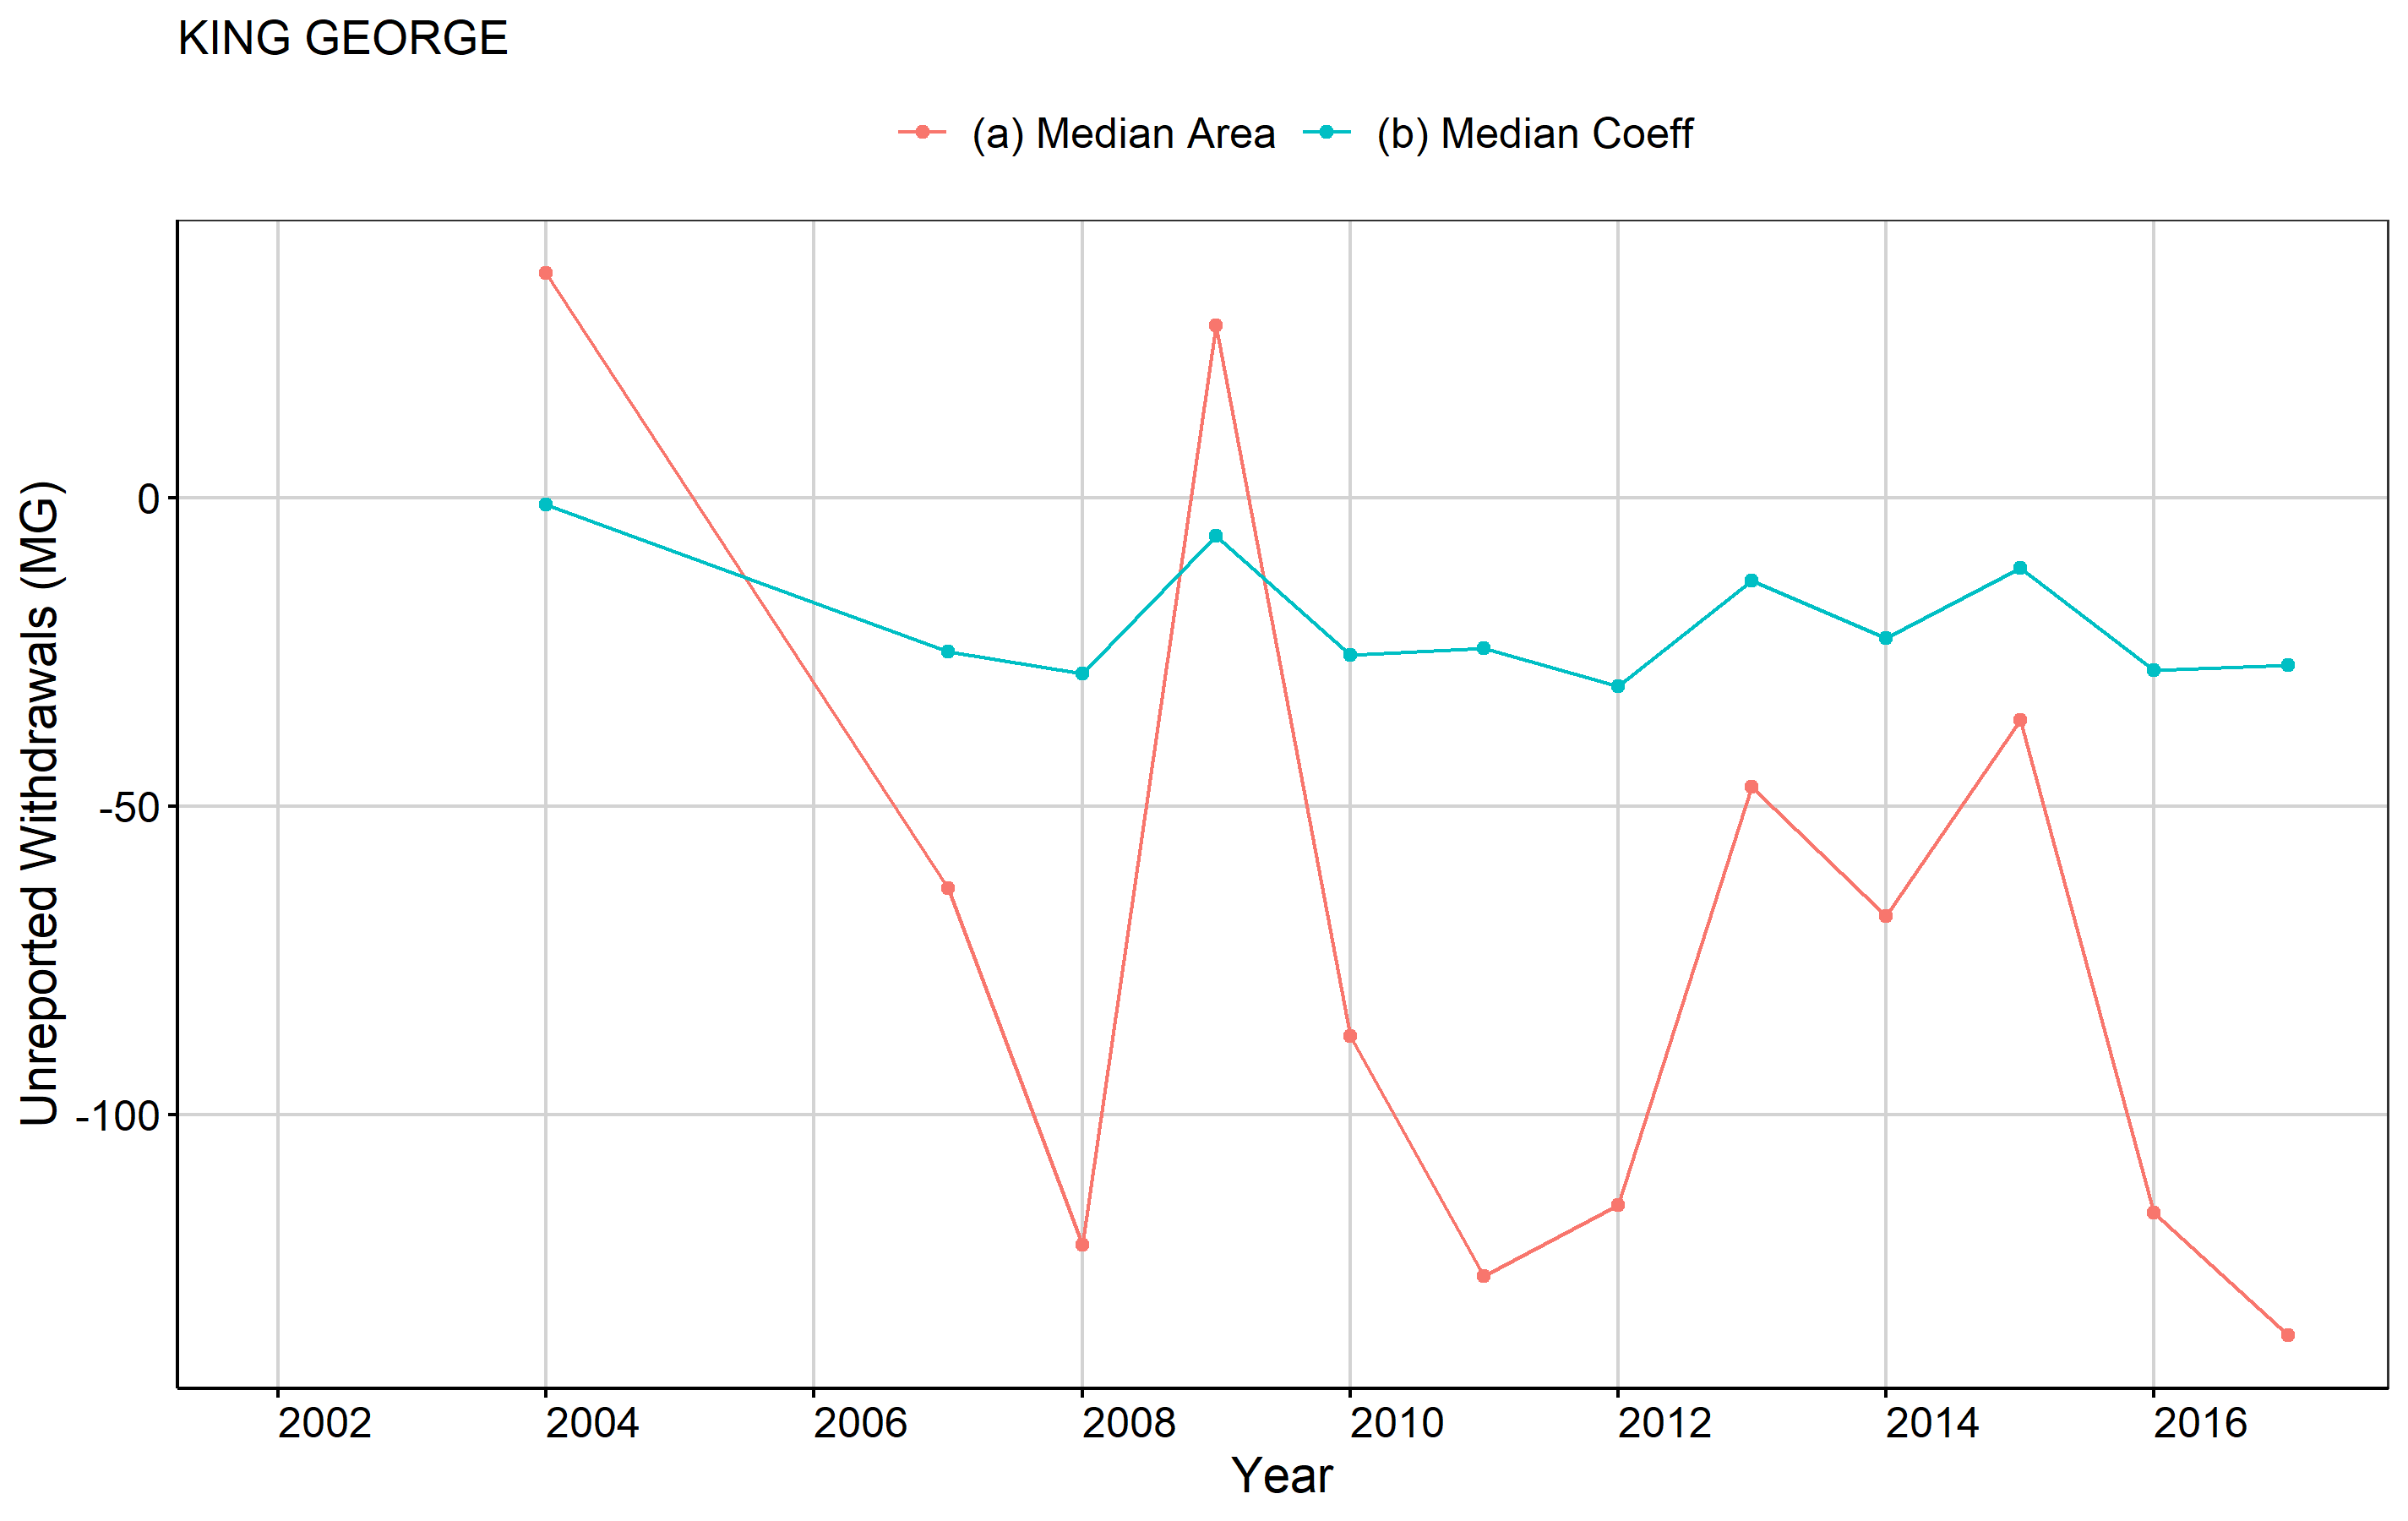 KING GEORGE
(a) Median Area (b) Median Coeff
Unreported Withdrawals (MG)
0
-50
-100
2002 2004 2006 2008 2010 2012 2014 2016
Year